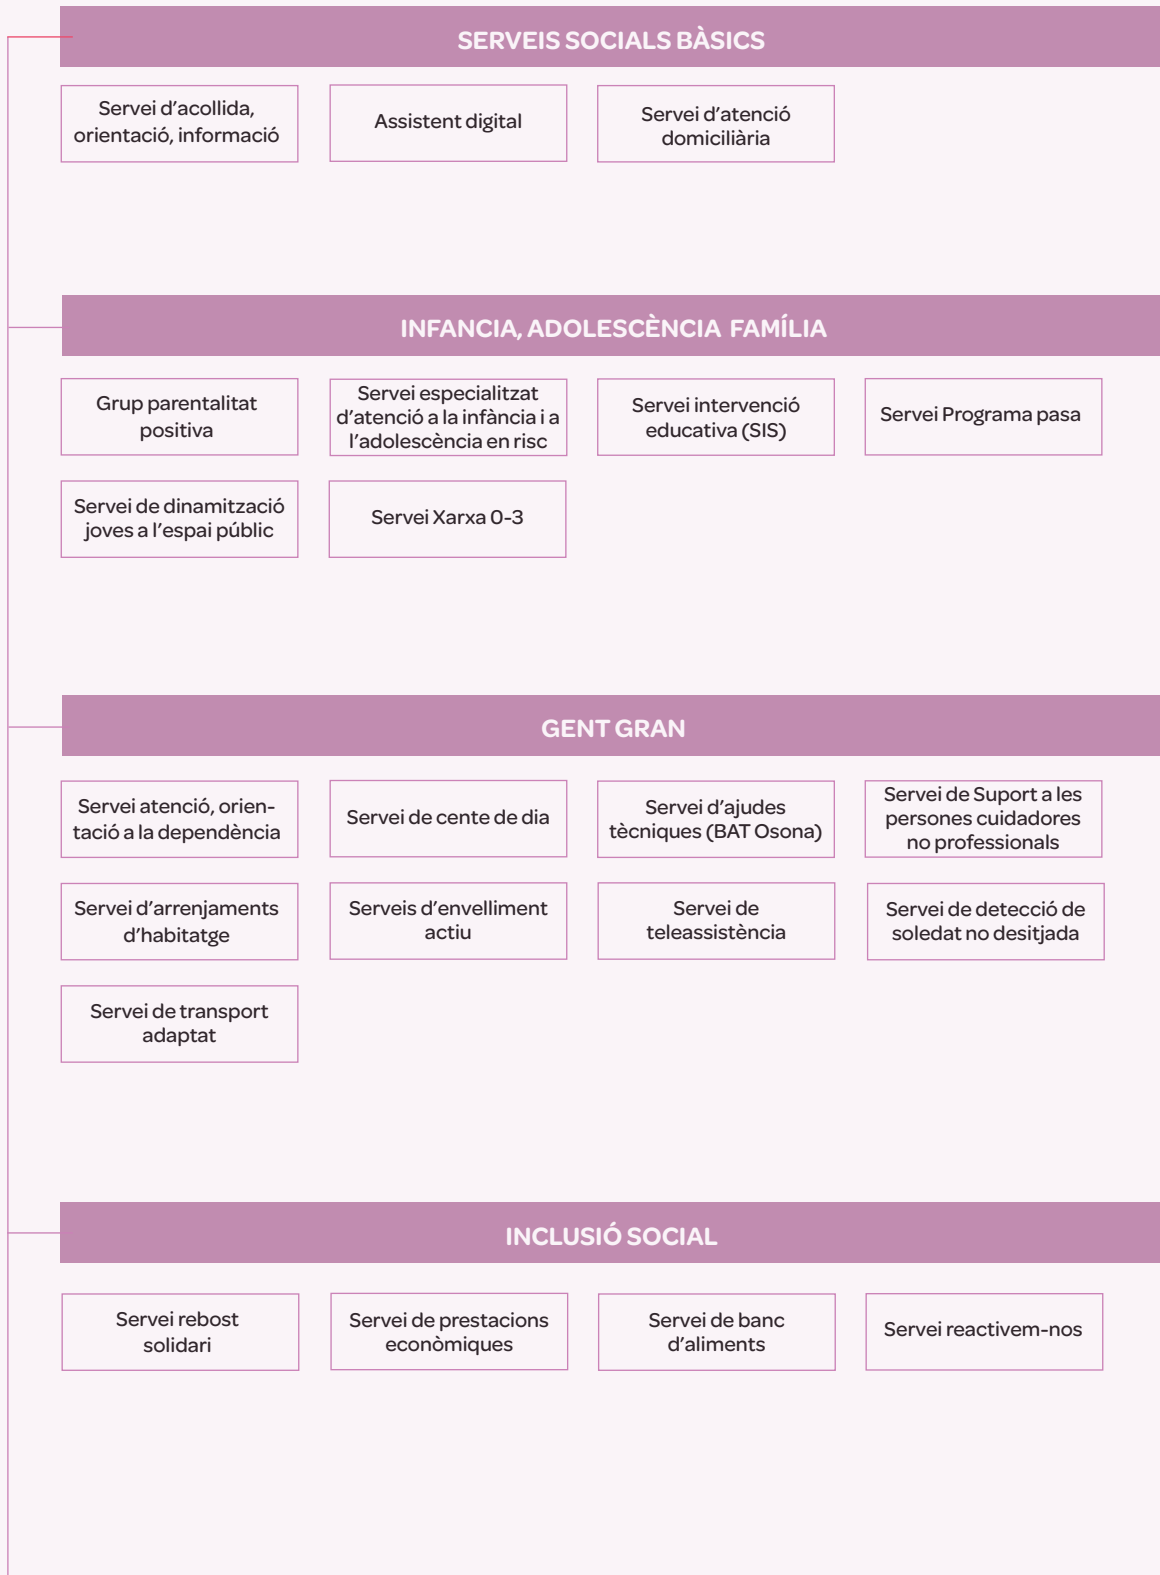 SERVEIS SOCIALS BÀSICS
Servei d'acollida,
orientació, informació
Assistent digital
Servei d'atenció
domiciliària
INFANCIA, ADOLESCÈNCIA FAMÍLIA
Grup parentalitat
positiva
Servei especialitzat
d'atenció a la infància i a
l'adolescència en risc
Servei intervenció
educativa (SIS)
Servei Programa pasa
Servei de dinamització
joves a l'espai públic
Servei Xarxa 0-3
GENT GRAN
Servei atenció, orien-
tació a la dependència
Servei de cente de dia
Servei d'ajudes
tècniques (BAT Osona)
Servei de Suport a les
persones cuidadores
no professionals
Servei d'arrenjaments
d'habitatge
Serveis d'envelliment
actiu
Servei de
teleassistència
Servei de detecció de
soledat no desitjada
Servei de transport
adaptat
INCLUSIÓ SOCIAL
Servei rebost
solidari
Servei de prestacions
econòmiques
Servei de banc
d'aliments
Servei reactivem-nos